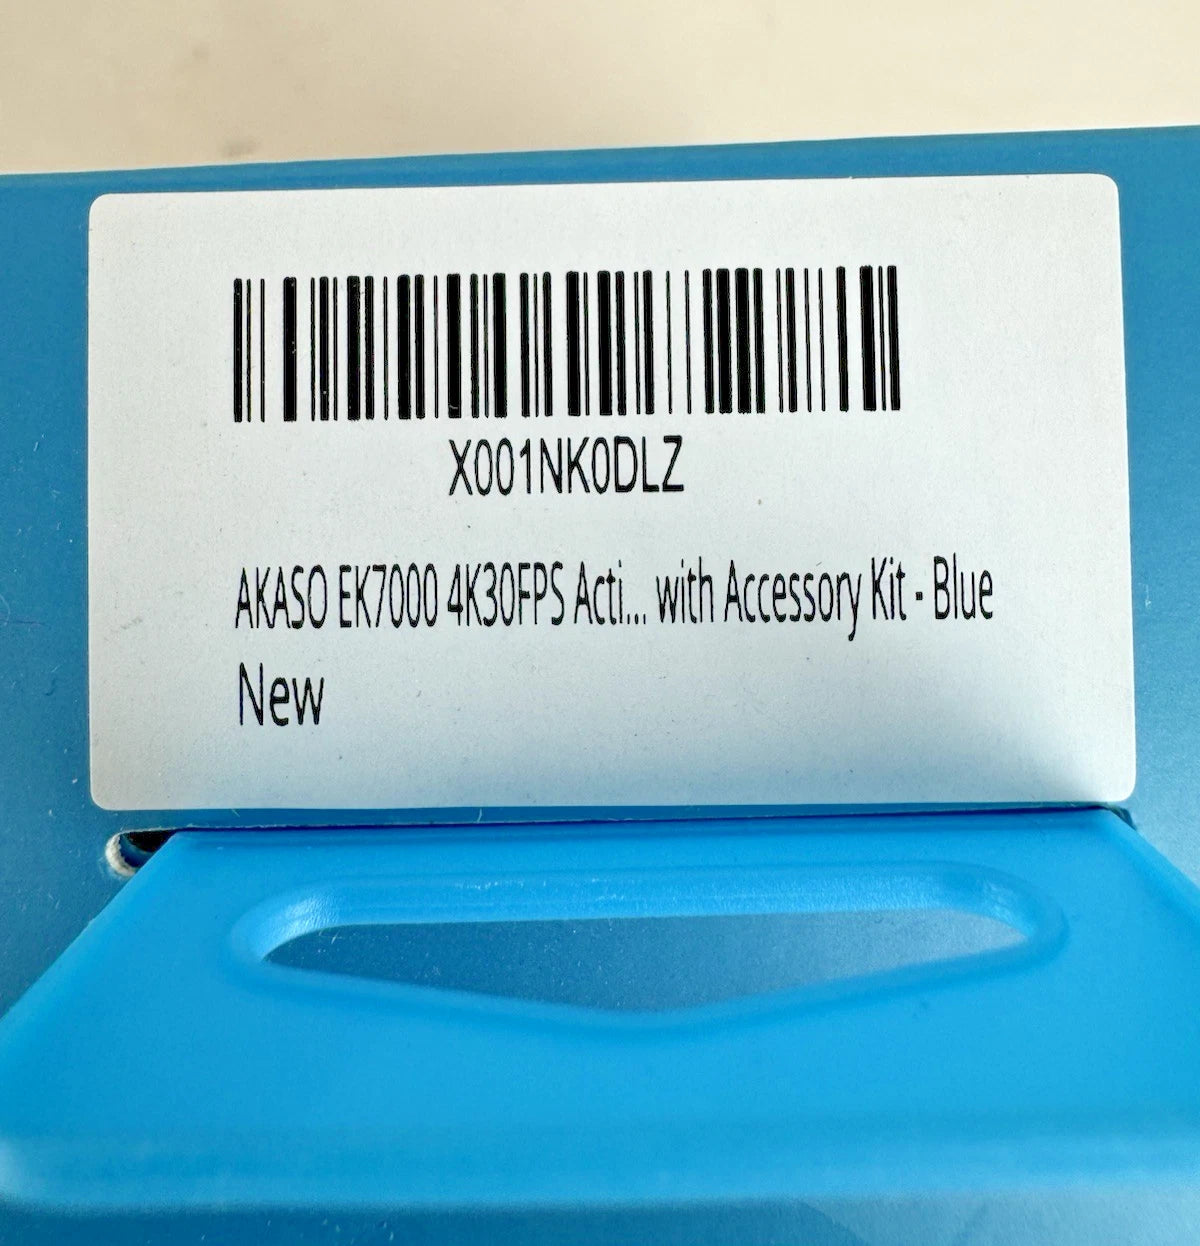 X001NK0DLZ
AKASO EK7000 4K30FPS Acti... with Accessory Kit - Blue
New